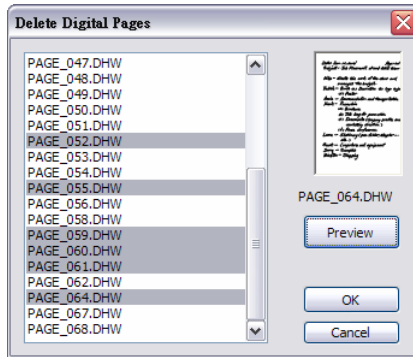 Delete Digital Pages
PAGE_047.DHW
PAGE_048.DHW
PAGE_049.DHW
PAGE_050.DHW
PAGE_051.DHW
PAGE_052.DHW
PAGE_053.DHW
PAGE_054.DHW
PAGE_055.DHW
PAGE_056.DHW
PAGE_058.DHW
PAGE_059.DHW
PAGE_060.DHW
PAGE_061.DHW
PAGE_062.DHW
PAGE_064.DHW
PAGE_067.DHW
PAGE_068.DHW
PAGE_064.DHW
Preview
OK
Cancel